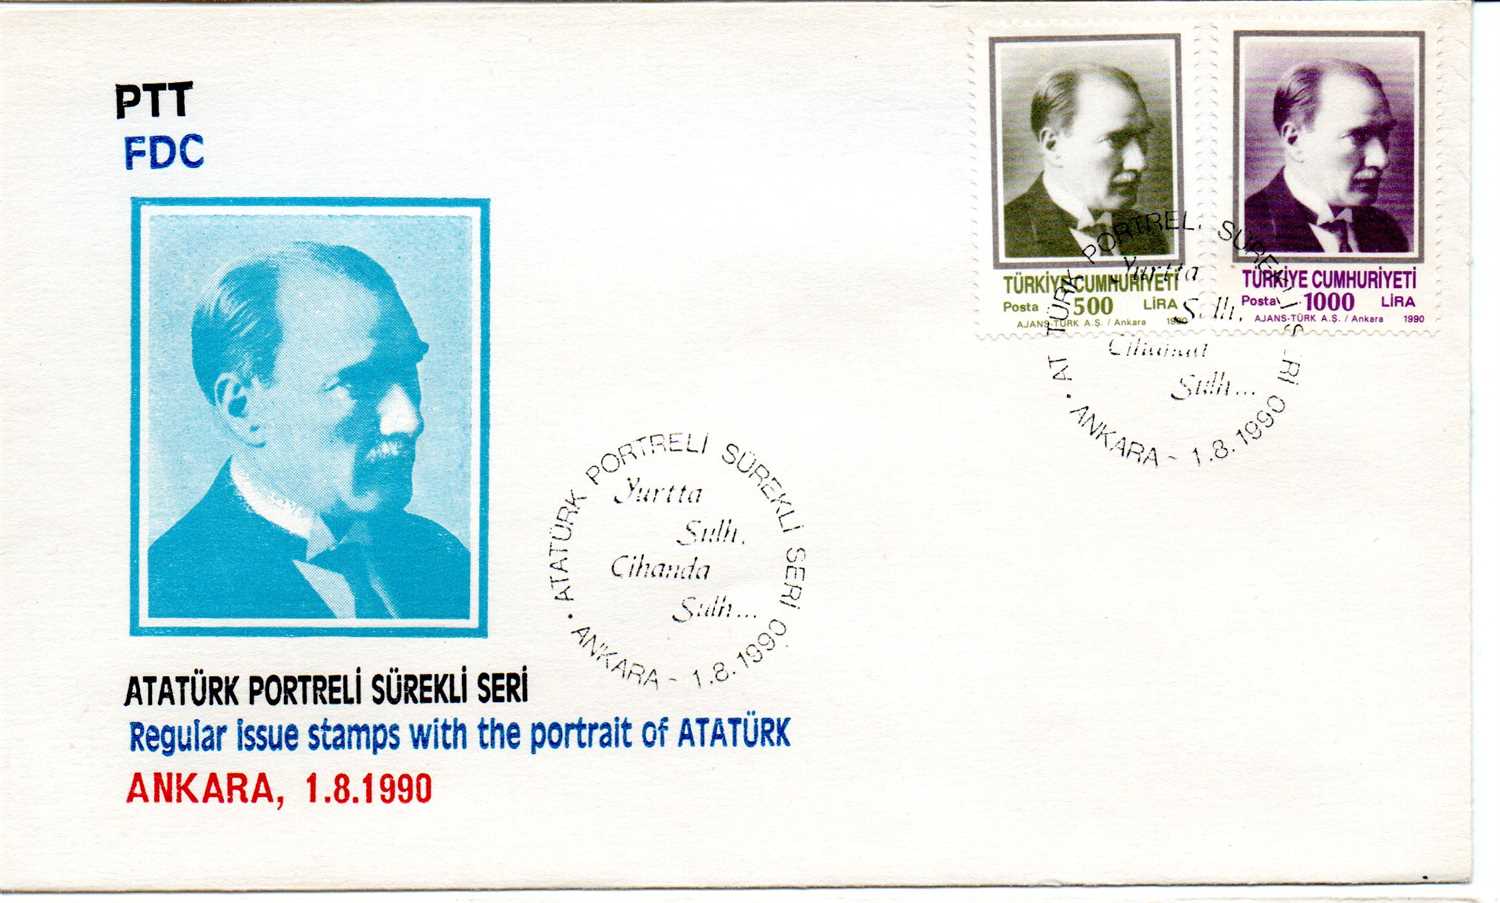 PTT
FDC
TÜRKİYE CUMHURİYETİ
Posta 500 LİRA
AJANS-TÜRK A.Ş. / Ankara 1990
TÜRKİYE CUMHURİYETİ
Posta 1000 LİRA
AJANS-TÜRK A.Ş. / Ankara 1990
ATATÜRK PORTRELİ SÜREKLİ SERİ
Yurtta
Sulh,
Cihanda
Sulh...
ANKARA - 1.8.1990
ATATÜRK PORTRELİ SÜREKLİ SERİ
Yurtta
Sulh,
Cihanda
Sulh...
ANKARA - 1.8.1990
ATATÜRK PORTRELİ SÜREKLİ SERİ
Regular issue stamps with the portrait of ATATÜRK
ANKARA, 1.8.1990